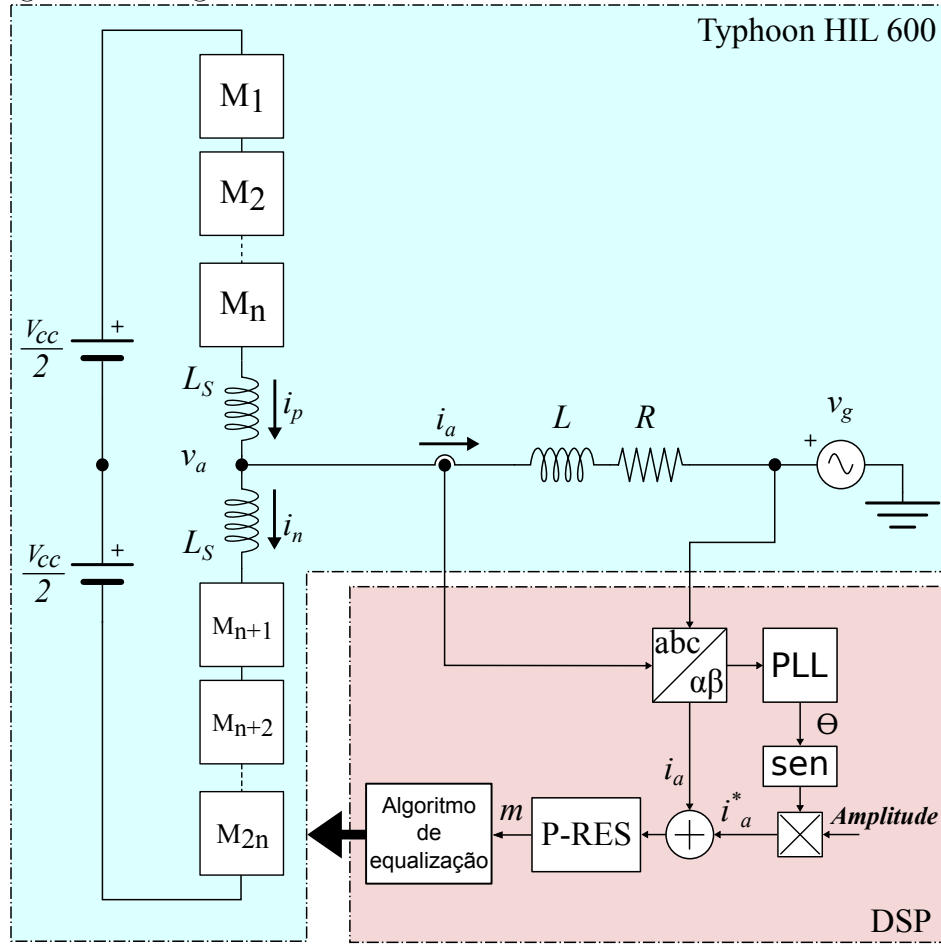 Typhoon HIL 600
M1
M2
Mn
Vcc
2
+
LS
ip
va
ia
L
R
vg
+
LS
in
Vcc
2
+
Mn+1
Mn+2
M2n
abc
αβ
PLL
Θ
sen
ia
i*a
Amplitude
m
P-RES
Algoritmo
de
equalização
DSP